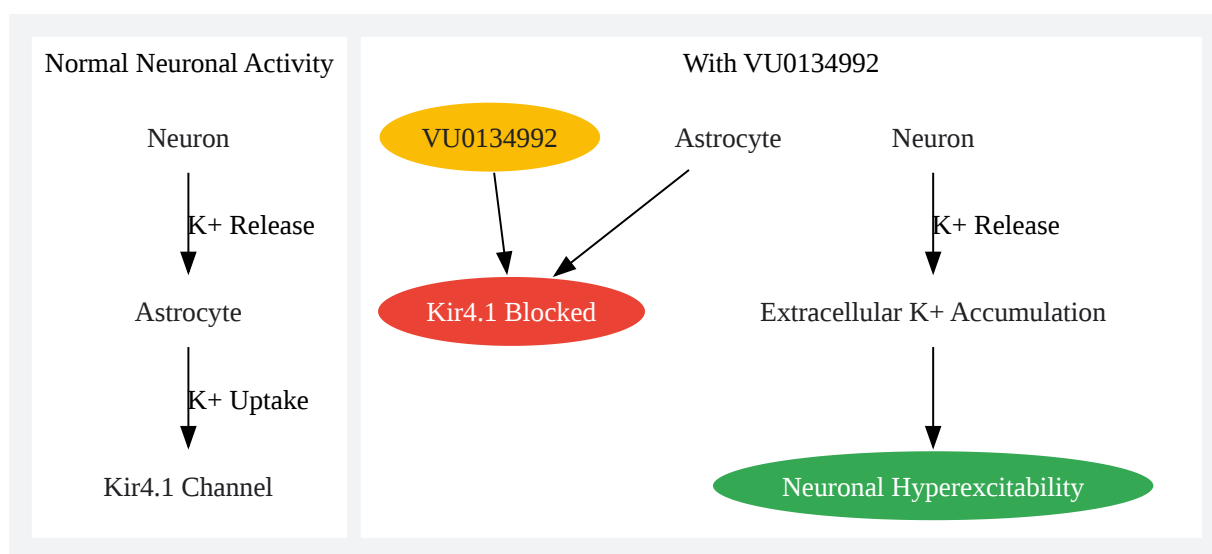 Normal Neuronal Activity
Neuron
K+ Release
Astrocyte
K+ Uptake
Kir4.1 Channel
With VU0134992
VU0134992
Astrocyte
Neuron
K+ Release
Kir4.1 Blocked
Extracellular K+ Accumulation
Neuronal Hyperexcitability